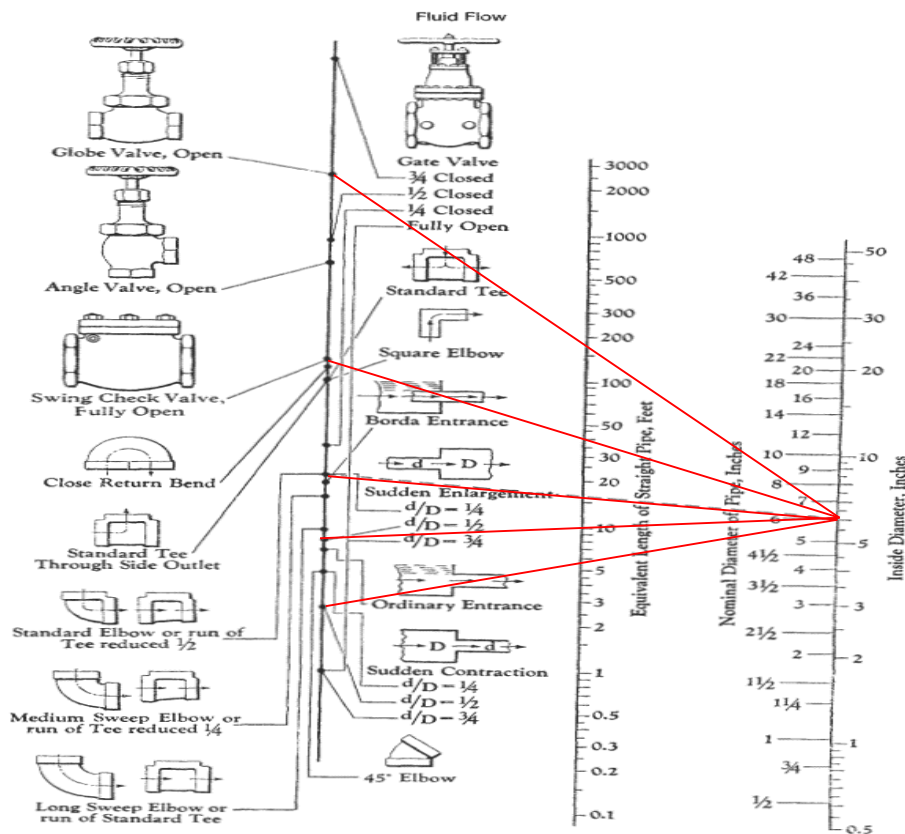 Fluid Flow
Globe Valve, Open
Angle Valve, Open
Swing Check Valve,
Fully Open
Close Return Bend
Standard Tee
Through Side Outlet
Standard Elbow or run of
Tee reduced ½
Medium Sweep Elbow or
run of Tee reduced ¼
Long Sweep Elbow or
run of Standard Tee
Gate Valve
¾ Closed
½ Closed
¼ Closed
Fully Open
Standard Tee
Square Elbow
Borda Entrance
d D
Sudden Enlargement
d/D = ¼
d/D = ½
d/D = ¾
Ordinary Entrance
D d
Sudden Contraction
d/D = ¼
d/D = ½
d/D = ¾
45° Elbow
3000
2000
1000
500
300
200
100
50
30
20
10
5
3
2
1
0.5
0.3
0.2
0.1
Equivalent Length of Straight Pipe, Feet
Nominal Diameter of Pipe, Inches
48
42
36
30
24
22
20
18
16
14
12
10
9
8
7
6
5
4½
4
3½
3
2½
2
1½
1¼
1
¾
½
50
30
20
10
5
3
2
1
0.5
Inside Diameter, Inches